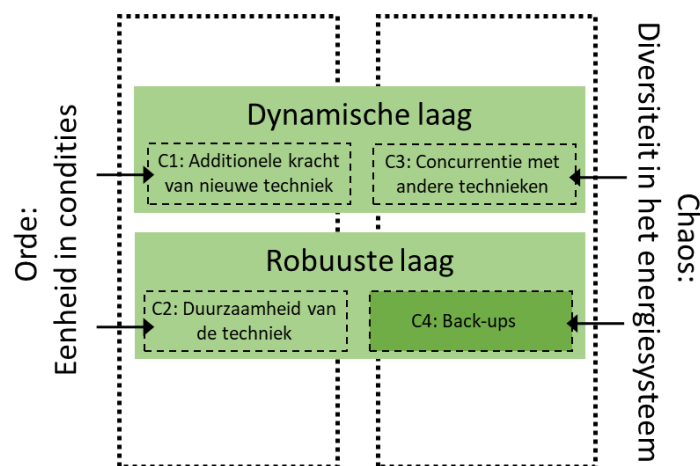 Orde:
Eenheid in condities
Dynamische laag
C1: Additionele kracht
van nieuwe techniek
C3: Concurrentie met
andere technieken
Robuuste laag
C2: Duurzaamheid van
de techniek
C4: Back-ups
Chaos:
Diversiteit in het energiesysteem